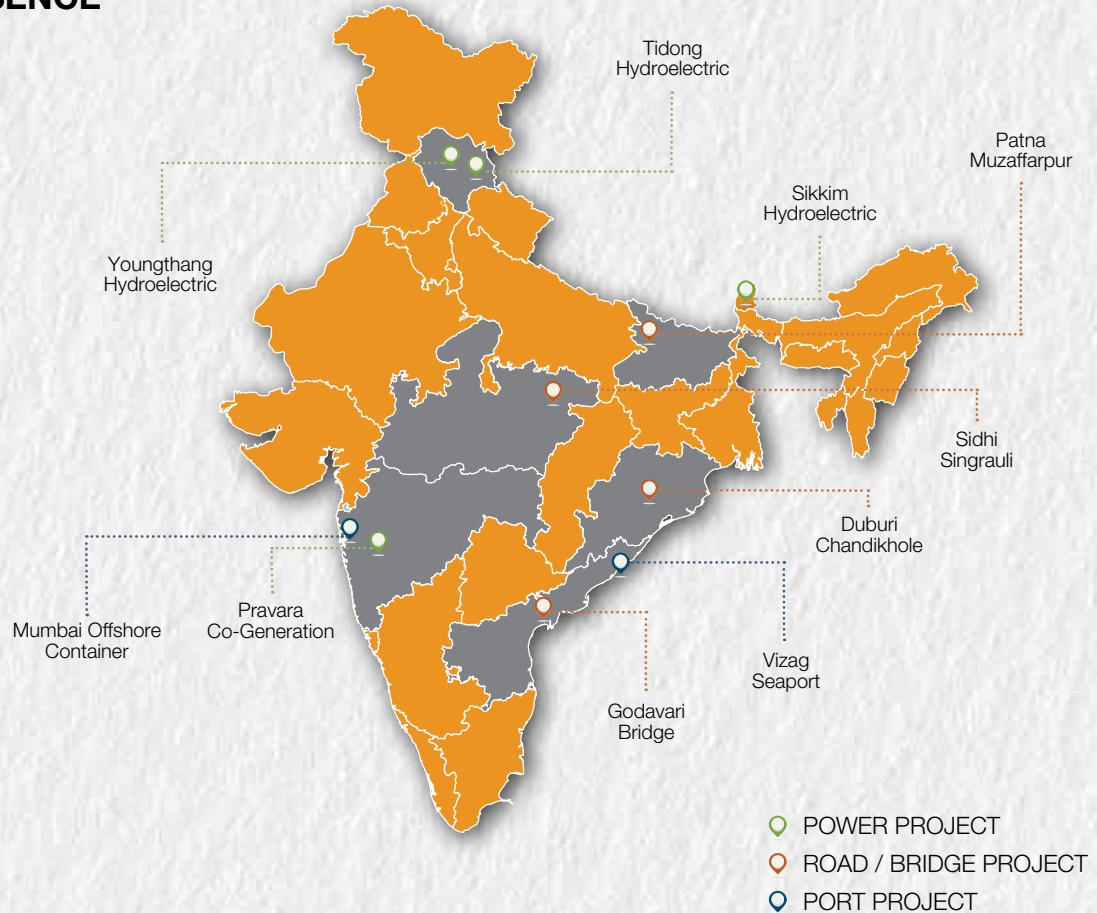 Tidong
Hydroelectric
Patna
Muzaffarpur
Sikkim
Hydroelectric
Youngthang
Hydroelectric
Sidhi
Singrauli
Duburi
Chandikhole
Pravara
Co-Generation
Mumbai Offshore
Container
Vizag
Seaport
Godavari
Bridge
POWER PROJECT
ROAD / BRIDGE PROJECT
PORT PROJECT